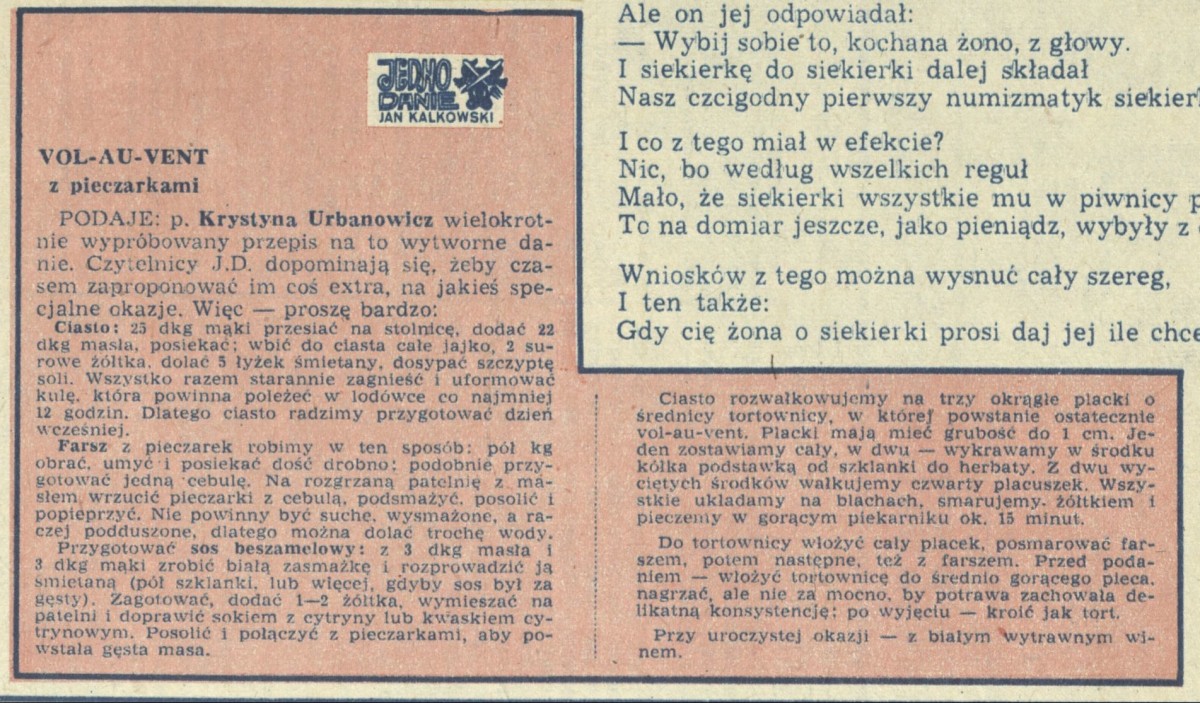 JEDNO
DANIE
JAN KALKOWSKI
VOL-AU-VENT
z pieczarkami
PODAJE: p. Krystyna Urbanowicz wielokrot-
nie wypróbowany przepis na to wytworne da-
nie. Czytelnicy J.D. dopominają się, żeby cza-
sem zaproponować im coś extra, na jakieś spe-
cjalne okazje. Więc — proszę bardzo:
Ciasto: 25 dkg mąki przesiać na stolnicę, dodać 22
dkg masła, posiekać; wbić do ciasta całe jajko, 2 su-
rowe żółtka, dolać 5 łyżek śmietany, dosypać szczyptę
soli. Wszystko razem starannie zagnieść i uformować
kulę, która powinna poleżeć w lodówce co najmniej
12 godzin. Dlatego ciasto radzimy przygotować dzień
wcześniej.
Farsz z pieczarek robimy w ten sposób: pół kg
obrać, umyć i posiekać dość drobno; podobnie przy-
gotować jedną cebulę. Na rozgrzaną patelnię z ma-
słem wrzucić pieczarki z cebulą, podsmażyć, posolić i
popieprzyć. Nie powinny być suche, wysmażone, a ra-
czej podduszone, dlatego można dolać trochę wody.
Przygotować sos beszamelowy: z 3 dkg masła i
3 dkg mąki zrobić białą zasmażkę i rozprowadzić ją
śmietaną (pół szklanki, lub więcej, gdyby sos był za
gęsty). Zagotować, dodać 1—2 żółtka, wymieszać na
patelni i doprawić sokiem z cytryny lub kwaskiem cy-
trynowym. Posolić i połączyć z pieczarkami, aby po-
wstała gęsta masa.
Ciasto rozwałkowujemy na trzy okrągłe placki o
średnicy tortownicy, w której powstanie ostatecznie
vol-au-vent. Placki mają mieć grubość do 1 cm. Je-
den zostawiamy cały, w dwu — wykrawamy w środku
kółka podstawką od szklanki do herbaty. Z dwu wy-
ciętych środków wałkujemy czwarty placuszek. Wszy-
stkie układamy na blachach, smarujemy żółtkiem i
pieczemy w gorącym piekarniku ok. 15 minut.
Do tortownicy włożyć cały placek, posmarować far-
szem, potem następne, też z farszem. Przed poda-
niem — włożyć tortownicę do średnio gorącego pieca,
nagrzać, ale nie za mocno, by potrawa zachowała de-
likatną konsystencję; po wyjęciu — kroić jak tort.
Przy uroczystej okazji — z białym wytrawnym wi-
nem.
Ale on jej odpowiadał:
— Wybij sobie to, kochana żono, z głowy.
I siekierkę do siekierki dalej składał
Nasz czcigodny pierwszy numizmatyk siekier
I co z tego miał w efekcie?
Nic, bo według wszelkich reguł
Mało, że siekierki wszystkie mu w piwnicy p
To na domiar jeszcze, jako pieniądz, wybyły z
Wniosków z tego można wysnuć cały szereg,
I ten także:
Gdy cię żona o siekierki prosi daj jej ile chce